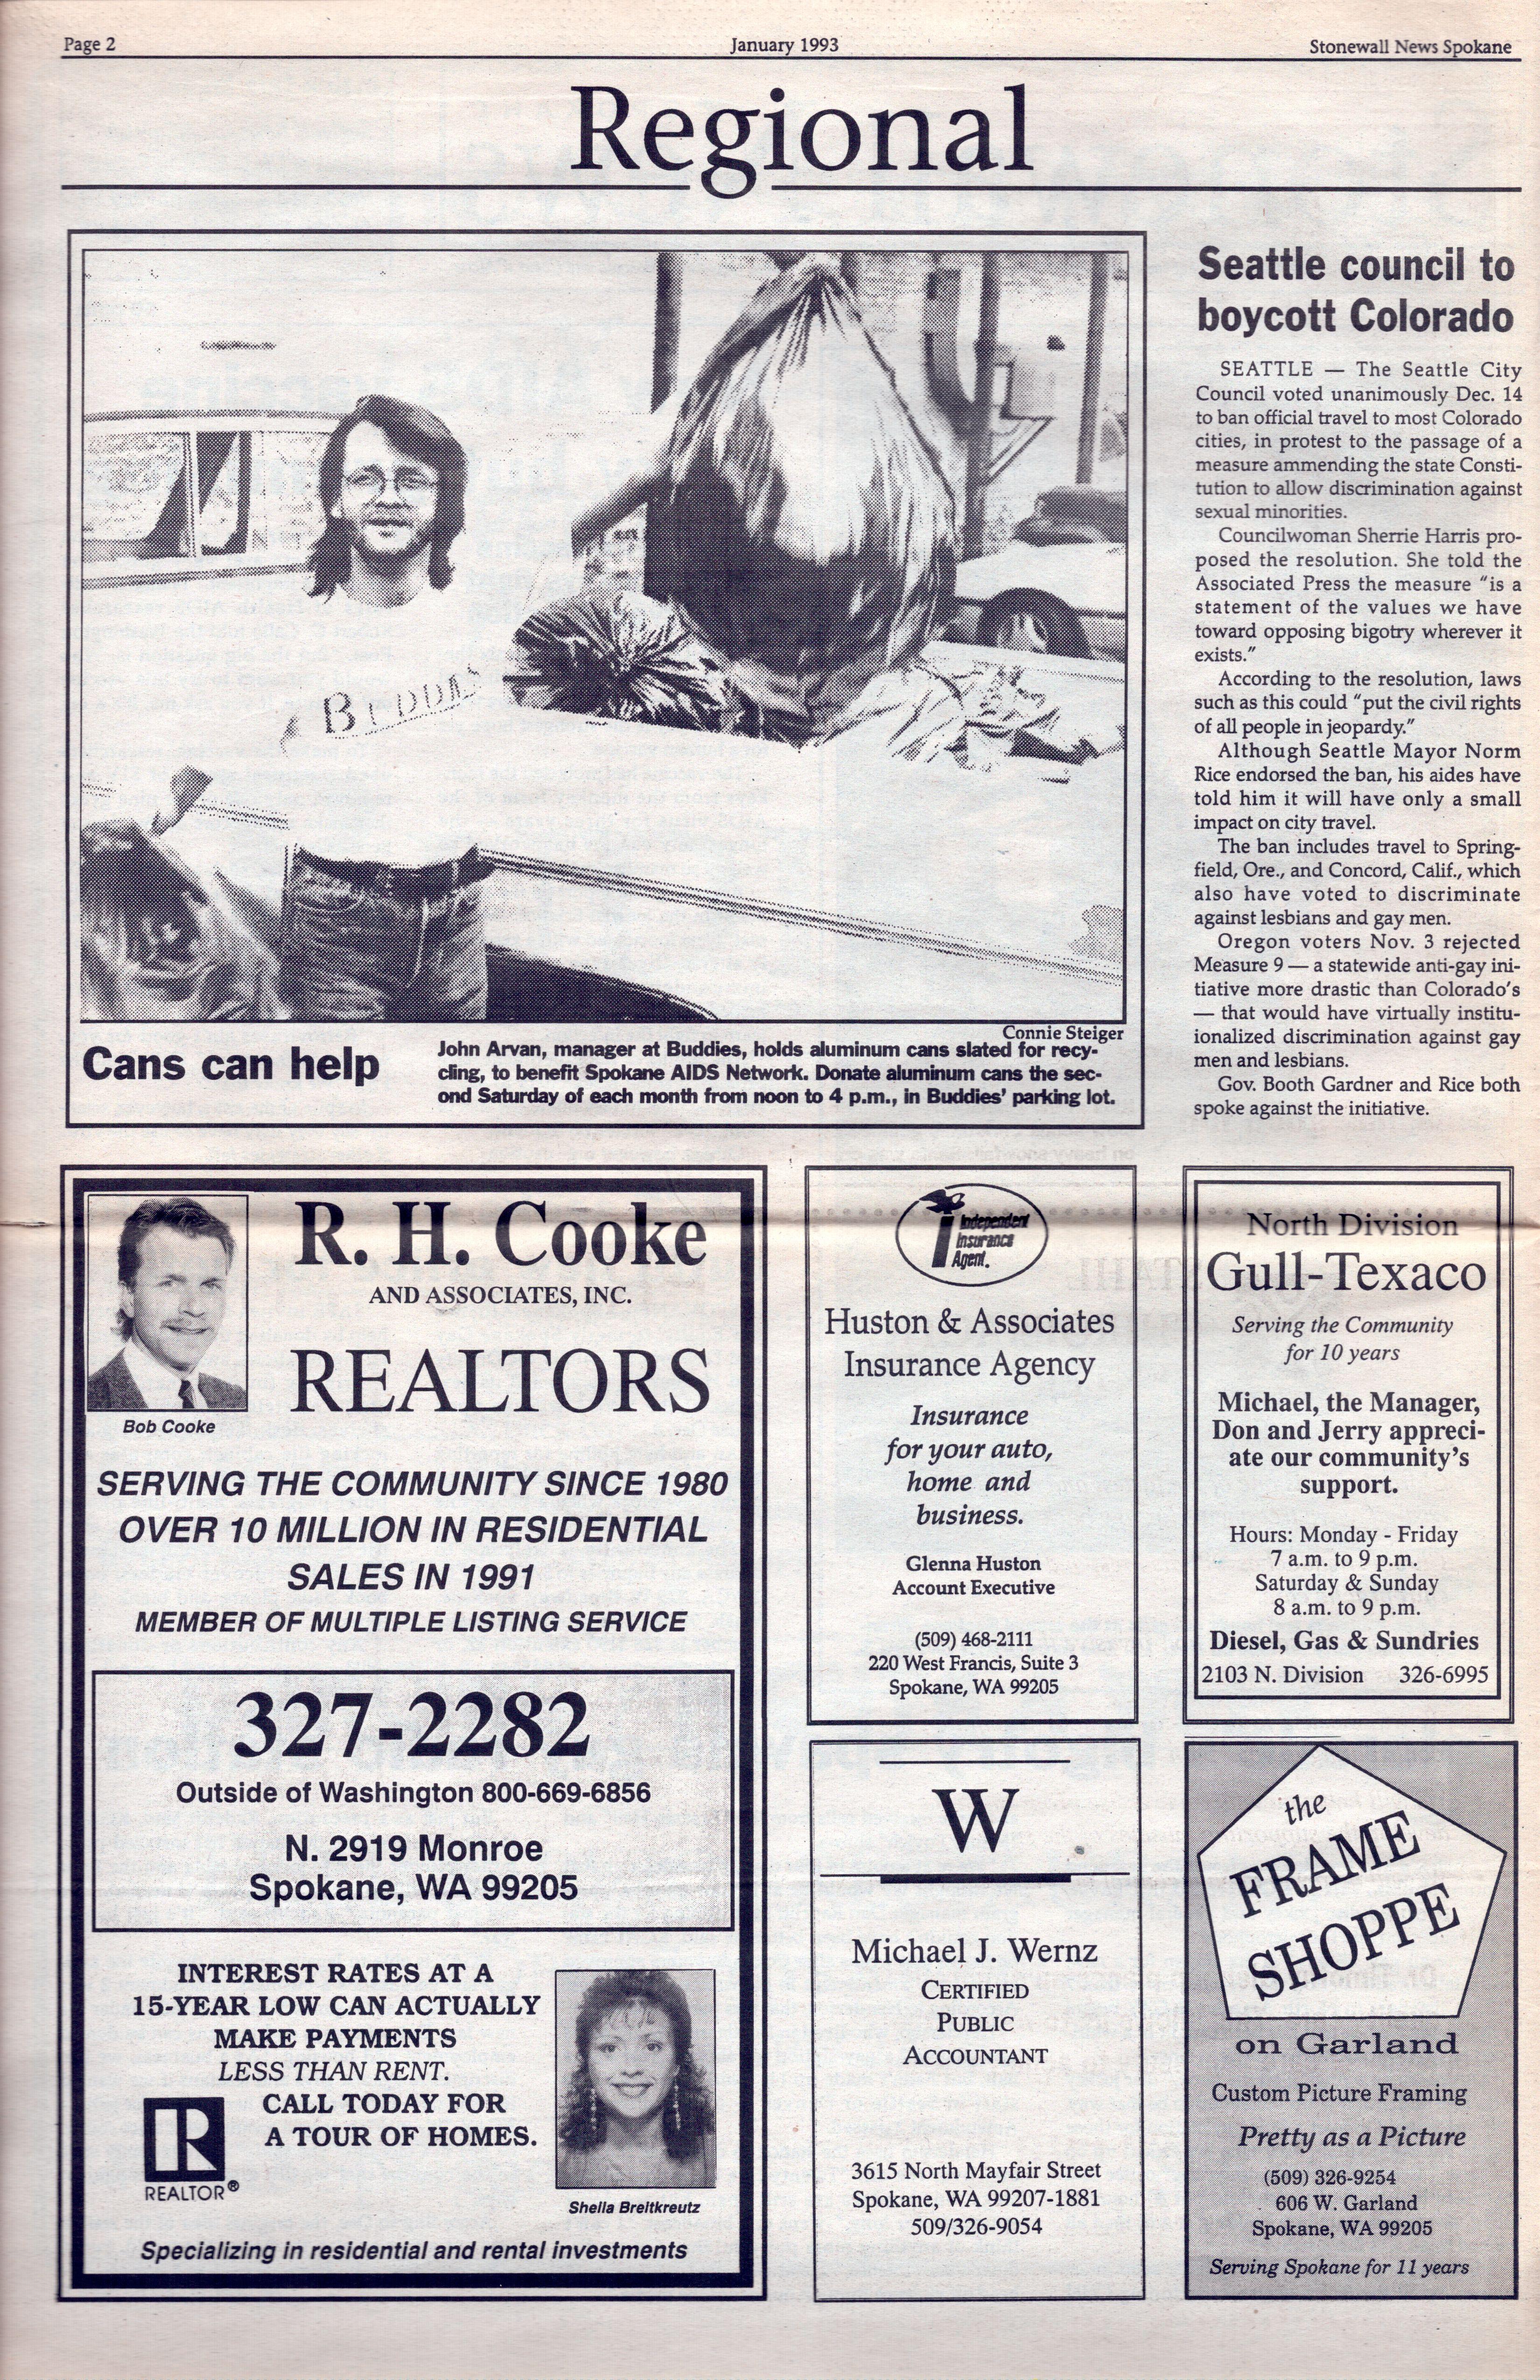 Page 2
January 1993
Stonewall News Spokane
Regional
BUDDIES
Connie Steiger
Cans can help
John Arvan, manager at Buddies, holds aluminum cans slated for recy-
cling, to benefit Spokane AIDS Network. Donate aluminum cans the sec-
ond Saturday of each month from noon to 4 p.m., in Buddies' parking lot.
Seattle council to
boycott Colorado
SEATTLE — The Seattle City
Council voted unanimously Dec. 14
to ban official travel to most Colorado
cities, in protest to the passage of a
measure ammending the state Consti-
tution to allow discrimination against
sexual minorities.
Councilwoman Sherrie Harris pro-
posed the resolution. She told the
Associated Press the measure "is a
statement of the values we have
toward opposing bigotry wherever it
exists."
According to the resolution, laws
such as this could "put the civil rights
of all people in jeopardy."
Although Seattle Mayor Norm
Rice endorsed the ban, his aides have
told him it will have only a small
impact on city travel.
The ban includes travel to Spring-
field, Ore., and Concord, Calif., which
also have voted to discriminate
against lesbians and gay men.
Oregon voters Nov. 3 rejected
Measure 9 — a statewide anti-gay ini-
tiative more drastic than Colorado's
— that would have virtually institu-
ionalized discrimination against gay
men and lesbians.
Gov. Booth Gardner and Rice both
spoke against the initiative.
R. H. Cooke
AND ASSOCIATES, INC.
REALTORS
Bob Cooke
SERVING THE COMMUNITY SINCE 1980
OVER 10 MILLION IN RESIDENTIAL
SALES IN 1991
MEMBER OF MULTIPLE LISTING SERVICE
327-2282
Outside of Washington 800-669-6856
N. 2919 Monroe
Spokane, WA 99205
INTEREST RATES AT A
15-YEAR LOW CAN ACTUALLY
MAKE PAYMENTS
LESS THAN RENT.
CALL TODAY FOR
A TOUR OF HOMES.
R
REALTOR®
Sheila Breitkreutz
Specializing in residential and rental investments
Independent
Insurance
Agent.
Huston & Associates
Insurance Agency
Insurance
for your auto,
home and
business.
Glenna Huston
Account Executive
(509) 468-2111
220 West Francis, Suite 3
Spokane, WA 99205
North Division
Gull-Texaco
Serving the Community
for 10 years
Michael, the Manager,
Don and Jerry appreci-
ate our community's
support.
Hours: Monday - Friday
7 a.m. to 9 p.m.
Saturday & Sunday
8 a.m. to 9 p.m.
Diesel, Gas & Sundries
2103 N. Division 326-6995
W
Michael J. Wernz
CERTIFIED
PUBLIC
ACCOUNTANT
3615 North Mayfair Street
Spokane, WA 99207-1881
509/326-9054
the
FRAME
SHOPPE
on Garland
Custom Picture Framing
Pretty as a Picture
(509) 326-9254
606 W. Garland
Spokane, WA 99205
Serving Spokane for 11 years